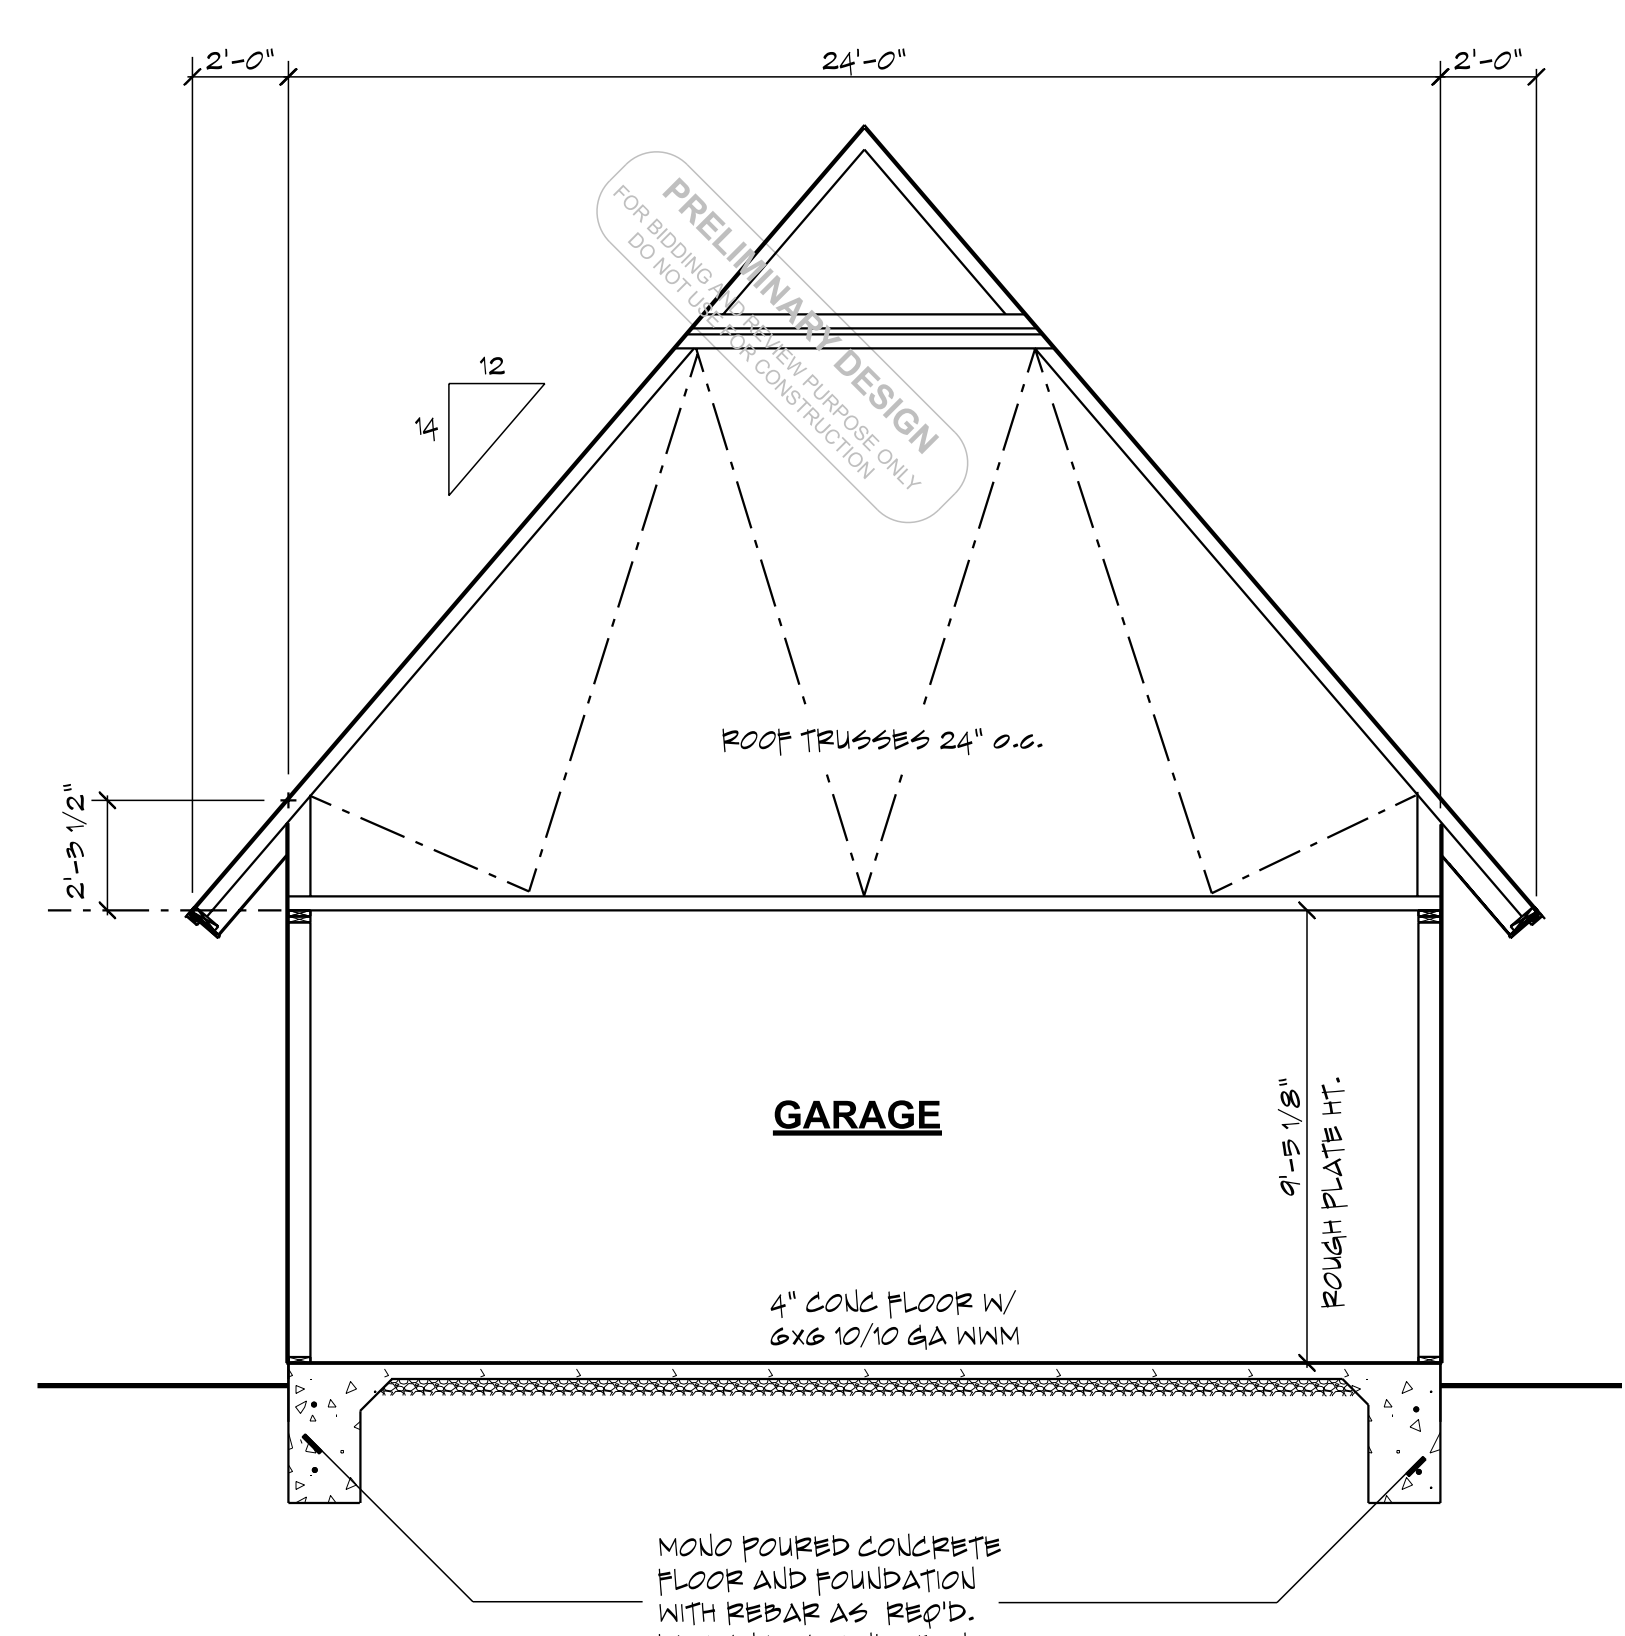 2'-0"
24'-0"
2'-0"
PRELIMINARY DESIGN
FOR BIDDING AND REVIEW PURPOSE ONLY
DO NOT USE FOR CONSTRUCTION
12
14
ROOF TRUSSES 24" O.C.
2'-3 1/2"
GARAGE
9'-5 1/8"
ROUGH PLATE HT.
4" CONC FLOOR W/
6X6 10/10 GA WWM
MONO POURED CONCRETE
FLOOR AND FOUNDATION
WITH REBAR AS REQ'D.